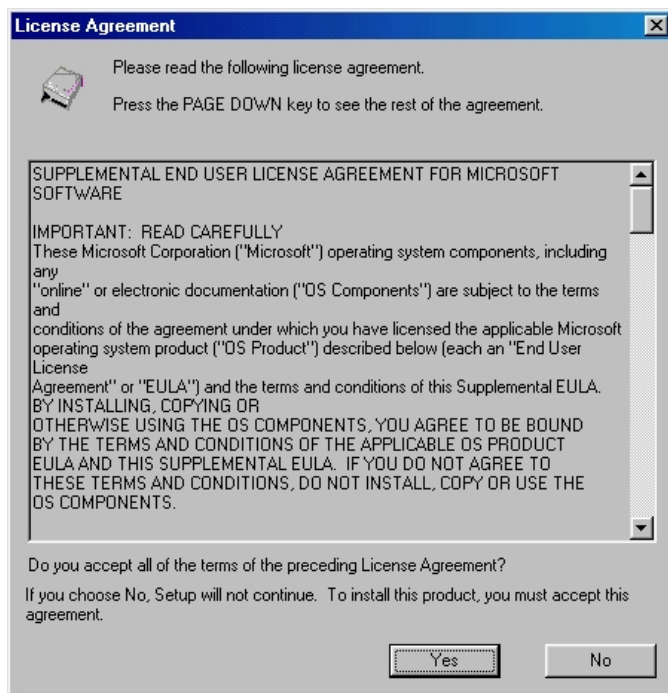 License Agreement
Please read the following license agreement.
Press the PAGE DOWN key to see the rest of the agreement.
SUPPLEMENTAL END USER LICENSE AGREEMENT FOR MICROSOFT
SOFTWARE
IMPORTANT:  READ CAREFULLY
These Microsoft Corporation ("Microsoft") operating system components, including
any
"online" or electronic documentation ("OS Components") are subject to the terms
and
conditions of the agreement under which you have licensed the applicable Microsoft
operating system product ("OS Product") described below (each an "End User
License
Agreement" or "EULA") and the terms and conditions of this Supplemental EULA.
BY INSTALLING, COPYING OR
OTHERWISE USING THE OS COMPONENTS, YOU AGREE TO BE BOUND
BY THE TERMS AND CONDITIONS OF THE APPLICABLE OS PRODUCT
EULA AND THIS SUPPLEMENTAL EULA.  IF YOU DO NOT AGREE TO
THESE TERMS AND CONDITIONS, DO NOT INSTALL, COPY OR USE THE
OS COMPONENTS.
Do you accept all of the terms of the preceding License Agreement?
If you choose No, Setup will not continue.  To install this product, you must accept this
agreement.
Yes
No